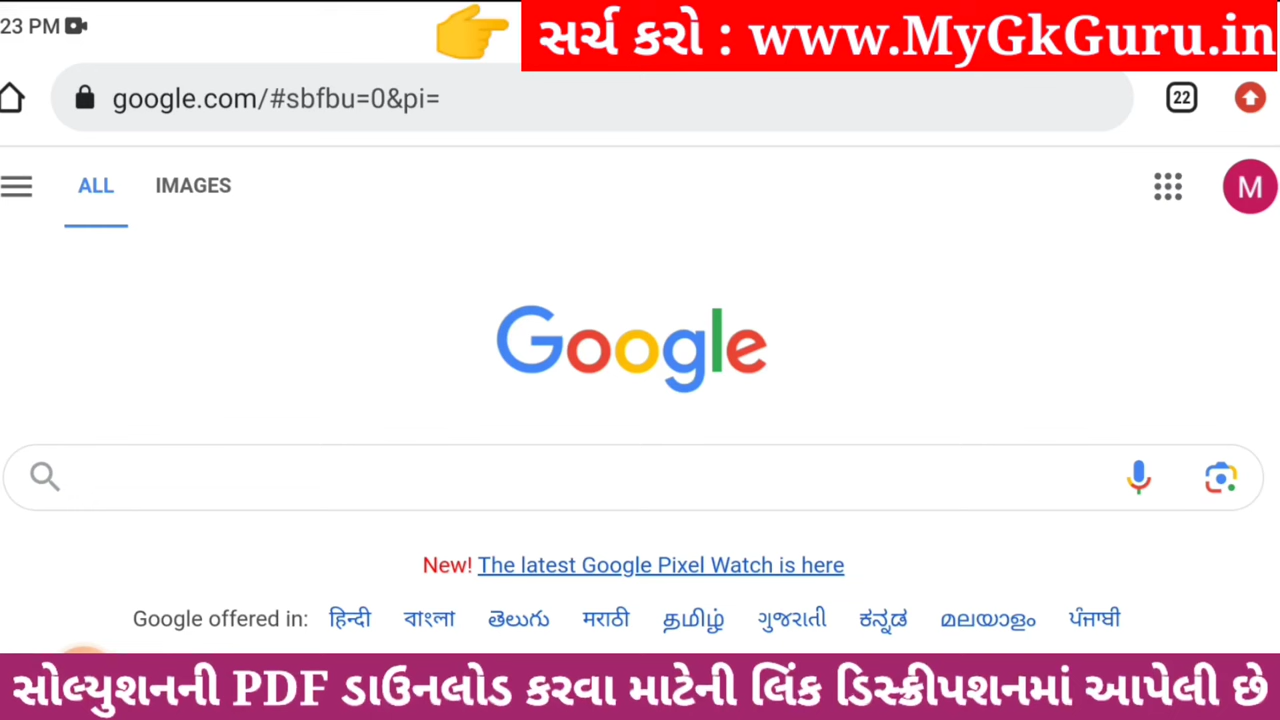 23 PM
સર્ચ કરો : www.MyGkGuru.in
google.com/#sbfbu=0&pi=
22
ALL IMAGES
M
Google
New! The latest Google Pixel Watch is here
Google offered in: हिन्दी বাংলা తెలుగు मराठी தமிழ் ગુજરાતી ಕನ್ನಡ മലയാളം ਪੰਜਾਬੀ
સોલ્યુશનની PDF ડાઉનલોડ કરવા માટેની લિંક ડિસ્ક્રીપશનમાં આપેલી છે